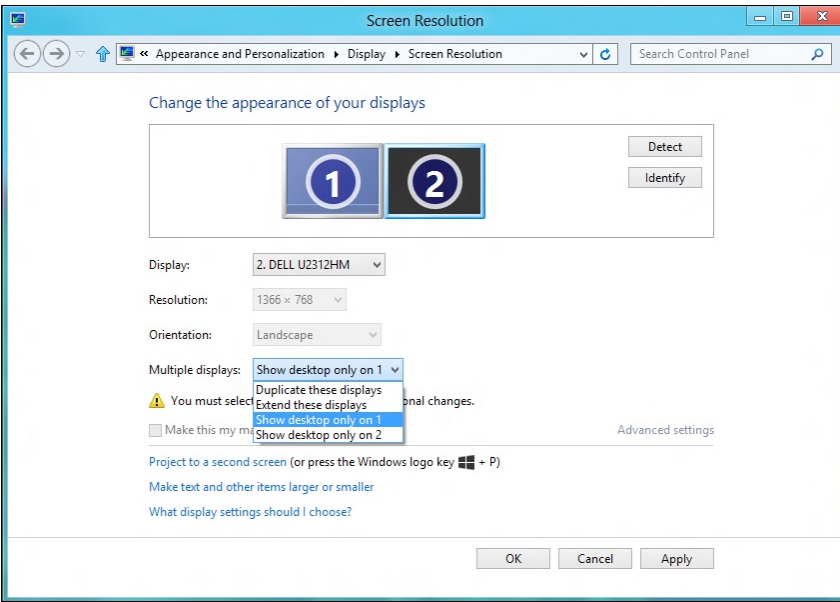 Screen Resolution
« Appearance and Personalization Display Screen Resolution
Search Control Panel
Change the appearance of your displays
1 2
Detect
Identify
Display: 2. DELL U2312HM
Resolution: 1366 × 768
Orientation: Landscape
Multiple displays: Show desktop only on 1
Duplicate these displays
Extend these displays
Show desktop only on 1
Show desktop only on 2
You must select onal changes.
Make this my ma
Advanced settings
Project to a second screen (or press the Windows logo key + P)
Make text and other items larger or smaller
What display settings should I choose?
OK Cancel Apply